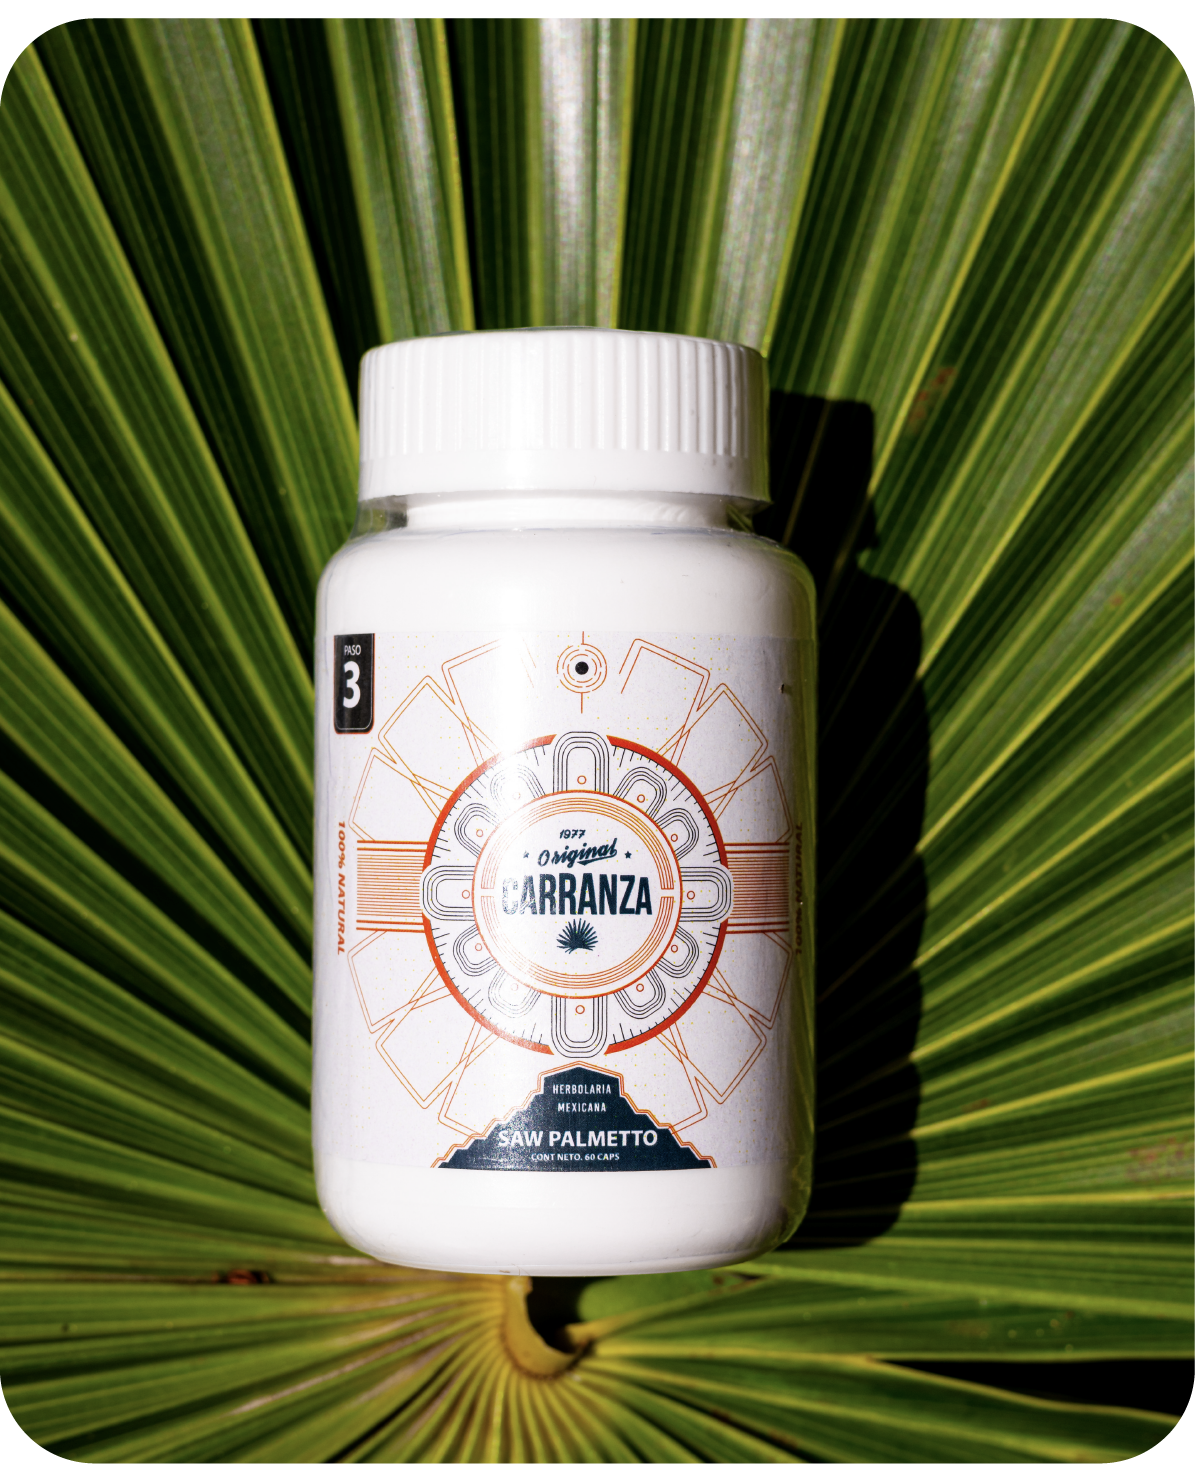 PASO
3
100% NATURAL
1977
Original
CARRANZA
100% NATURAL
HERBOLARIA
MEXICANA
SAW PALMETTO
CONT NETO. 60 CAPS